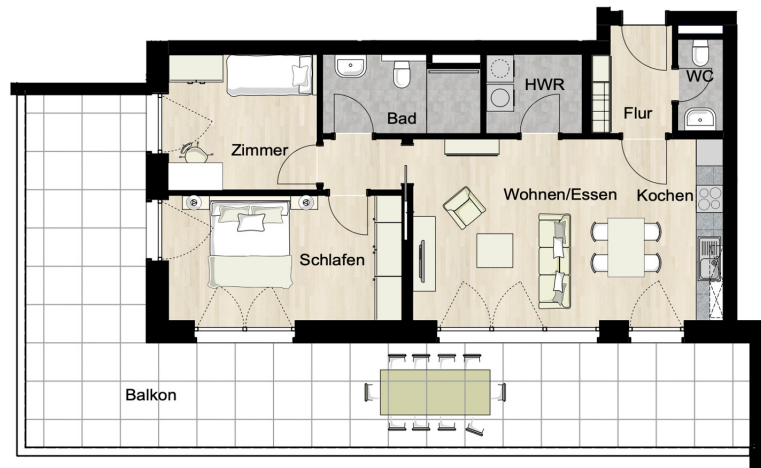 WC
HWR
Bad
Flur
Zimmer
Wohnen/Essen
Kochen
Schlafen
Balkon